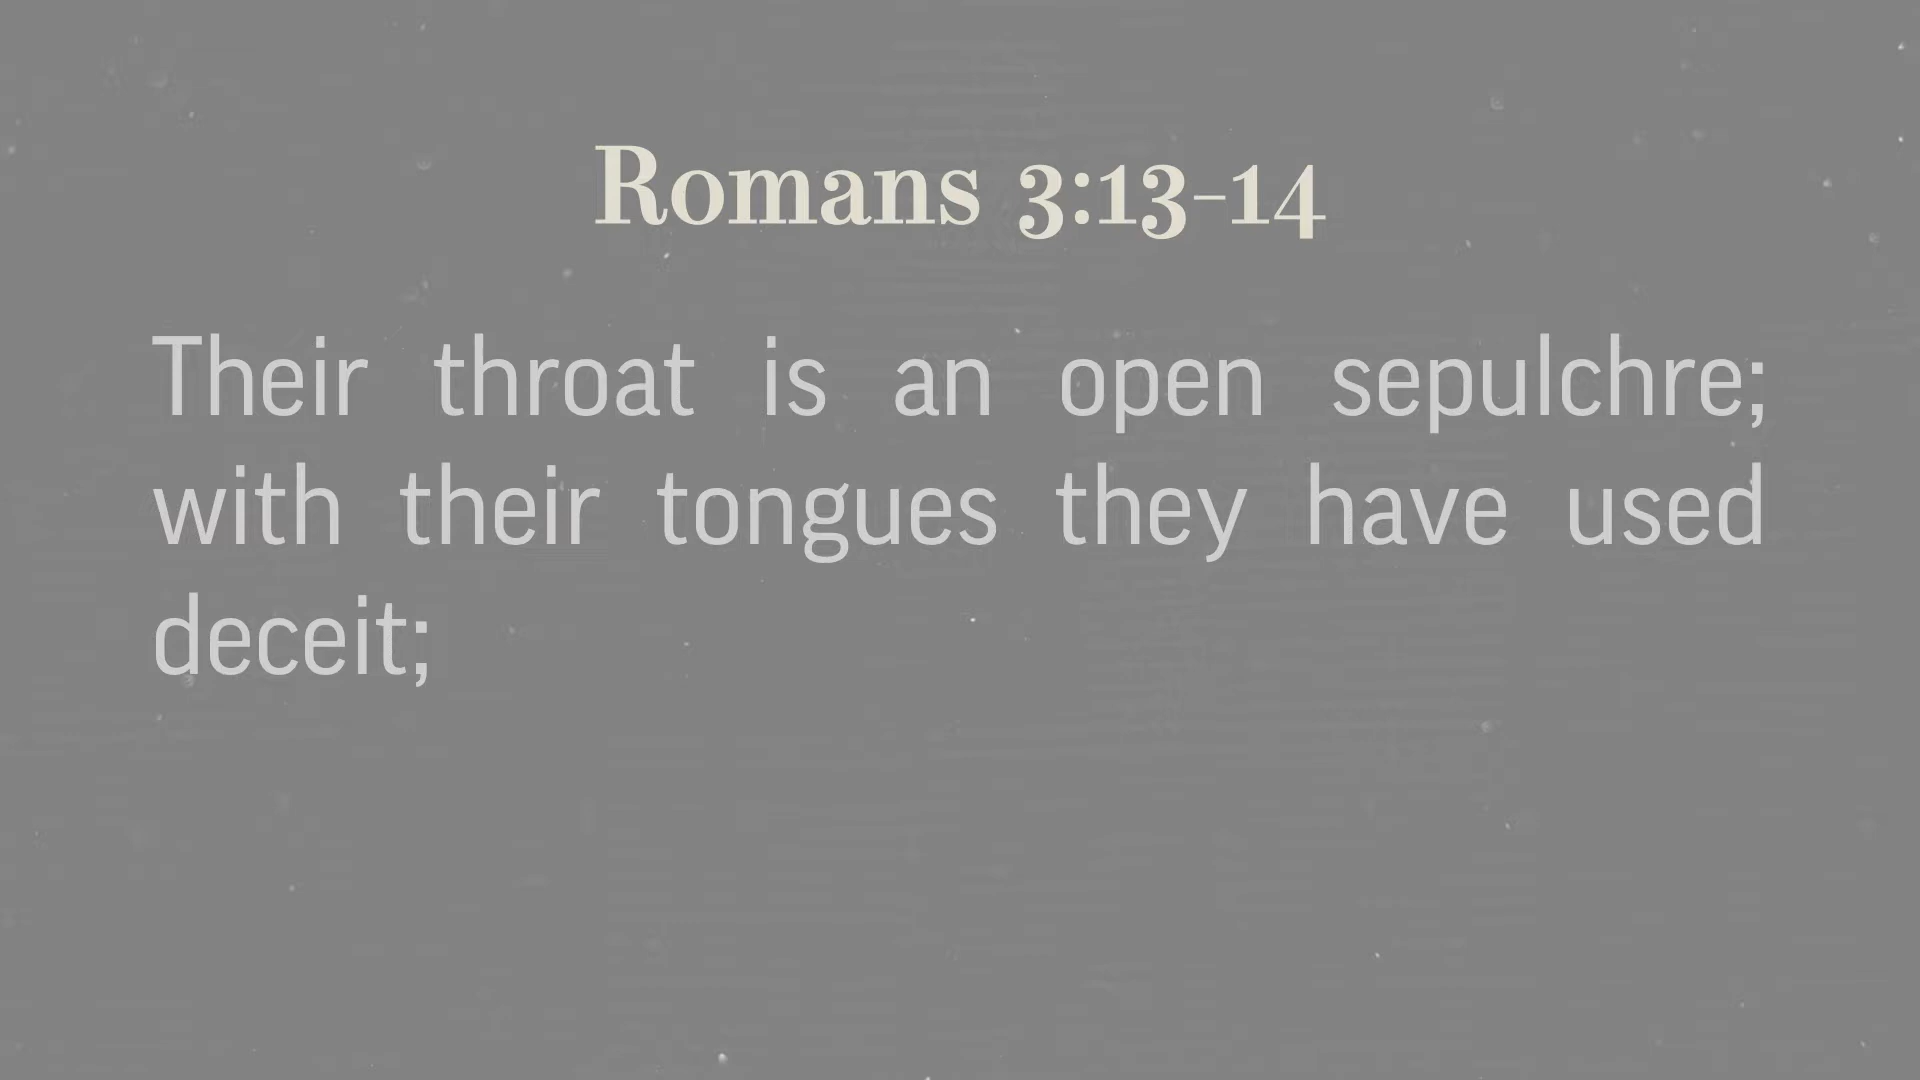 Romans 3:13-14
Their throat is an open sepulchre;
with their tongues they have used
deceit;